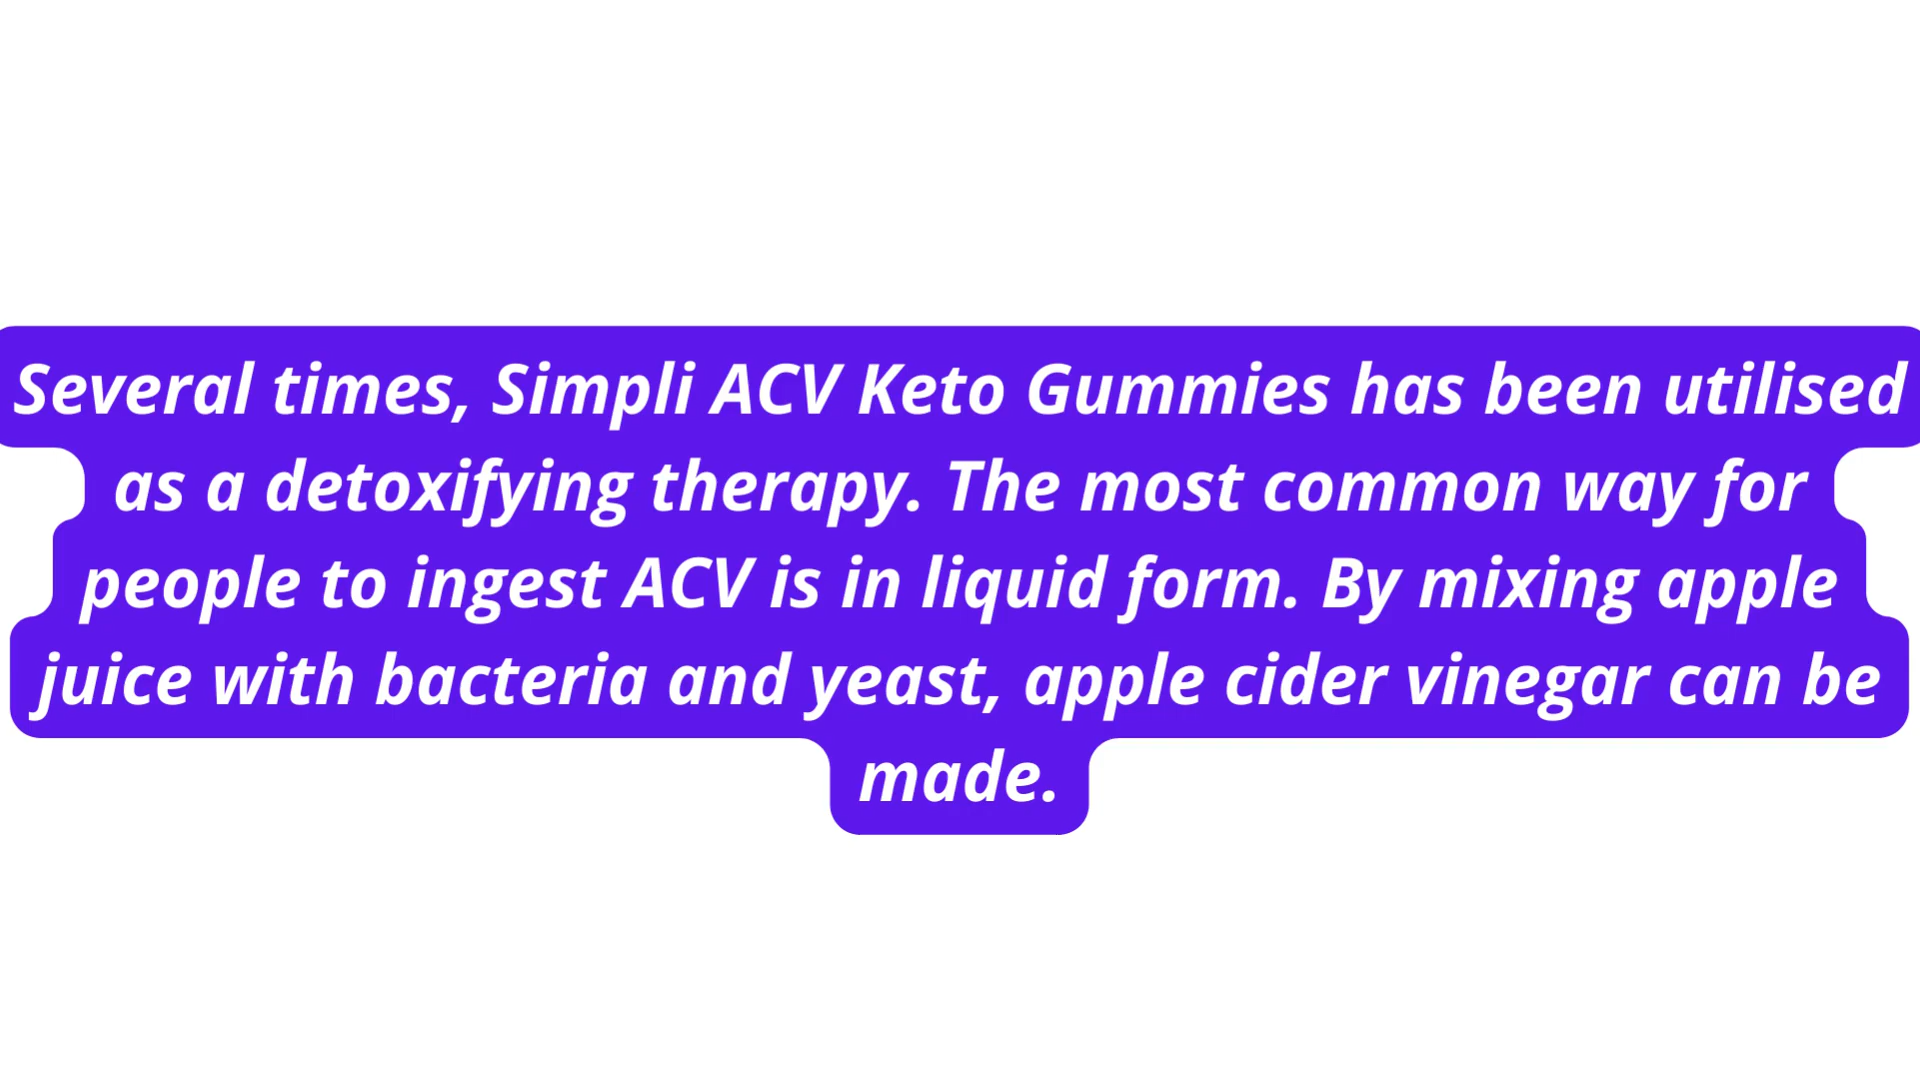 Several times, Simpli ACV Keto Gummies has been utilised
as a detoxifying therapy. The most common way for
people to ingest ACV is in liquid form. By mixing apple
juice with bacteria and yeast, apple cider vinegar can be
made.